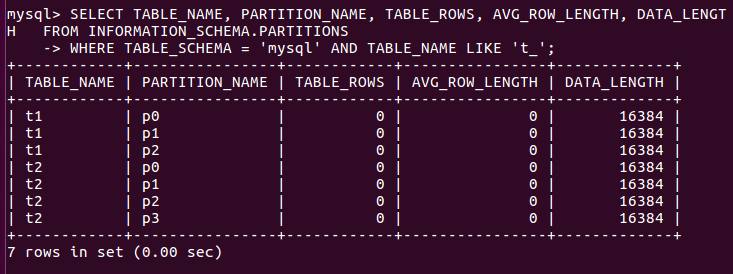 mysql> SELECT TABLE_NAME, PARTITION_NAME, TABLE_ROWS, AVG_ROW_LENGTH, DATA_LENGT
H   FROM INFORMATION_SCHEMA.PARTITIONS
    -> WHERE TABLE_SCHEMA = 'mysql' AND TABLE_NAME LIKE 't_';
+------------+----------------+------------+----------------+-------------+
| TABLE_NAME | PARTITION_NAME | TABLE_ROWS | AVG_ROW_LENGTH | DATA_LENGTH |
+------------+----------------+------------+----------------+-------------+
| t1         | p0             |          0 |              0 |       16384 |
| t1         | p1             |          0 |              0 |       16384 |
| t1         | p2             |          0 |              0 |       16384 |
| t2         | p0             |          0 |              0 |       16384 |
| t2         | p1             |          0 |              0 |       16384 |
| t2         | p2             |          0 |              0 |       16384 |
| t2         | p3             |          0 |              0 |       16384 |
+------------+----------------+------------+----------------+-------------+
7 rows in set (0.00 sec)